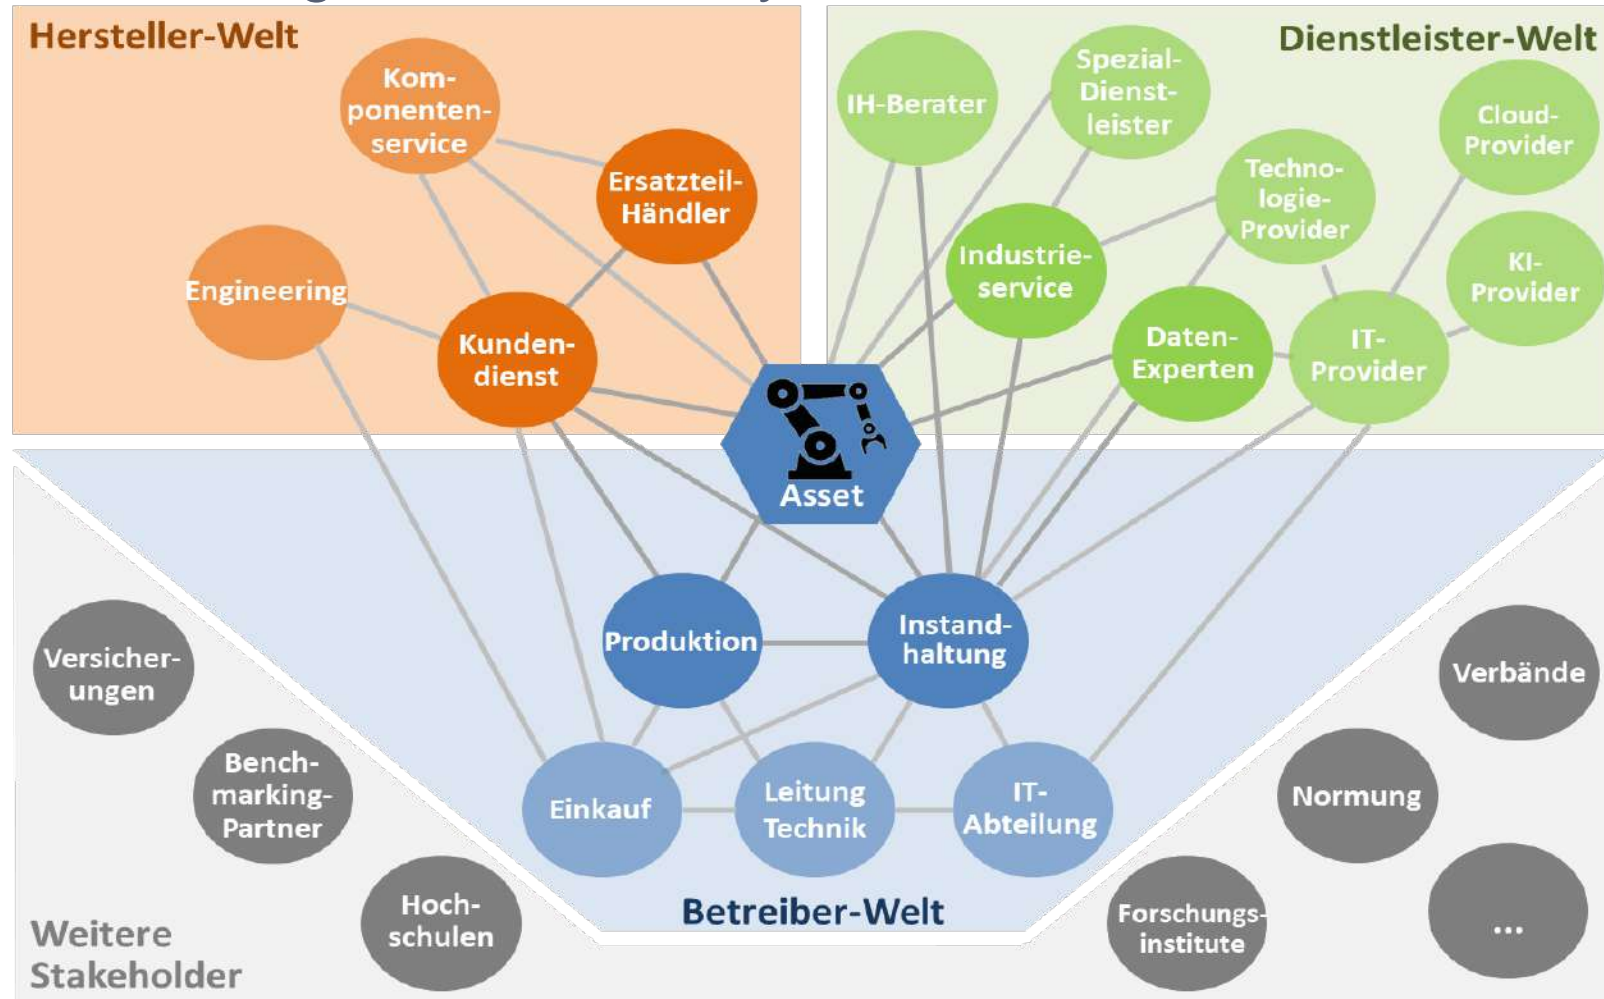 Hersteller-Welt
Kom-
ponenten-
service
Ersatzteil-
Händler
Engineering
Kunden-
dienst
Dienstleister-Welt
IH-Berater
Spezial-
Dienst-
leister
Cloud-
Provider
Techno-
logie-
Provider
Industrie-
service
KI-
Provider
Daten-
Experten
IT-
Provider
Asset
Produktion
Instand-
haltung
Einkauf
Leitung
Technik
IT-
Abteilung
Betreiber-Welt
Versicher-
ungen
Bench-
marking-
Partner
Hoch-
schulen
Weitere
Stakeholder
Verbände
Normung
Forschungs-
institute
...